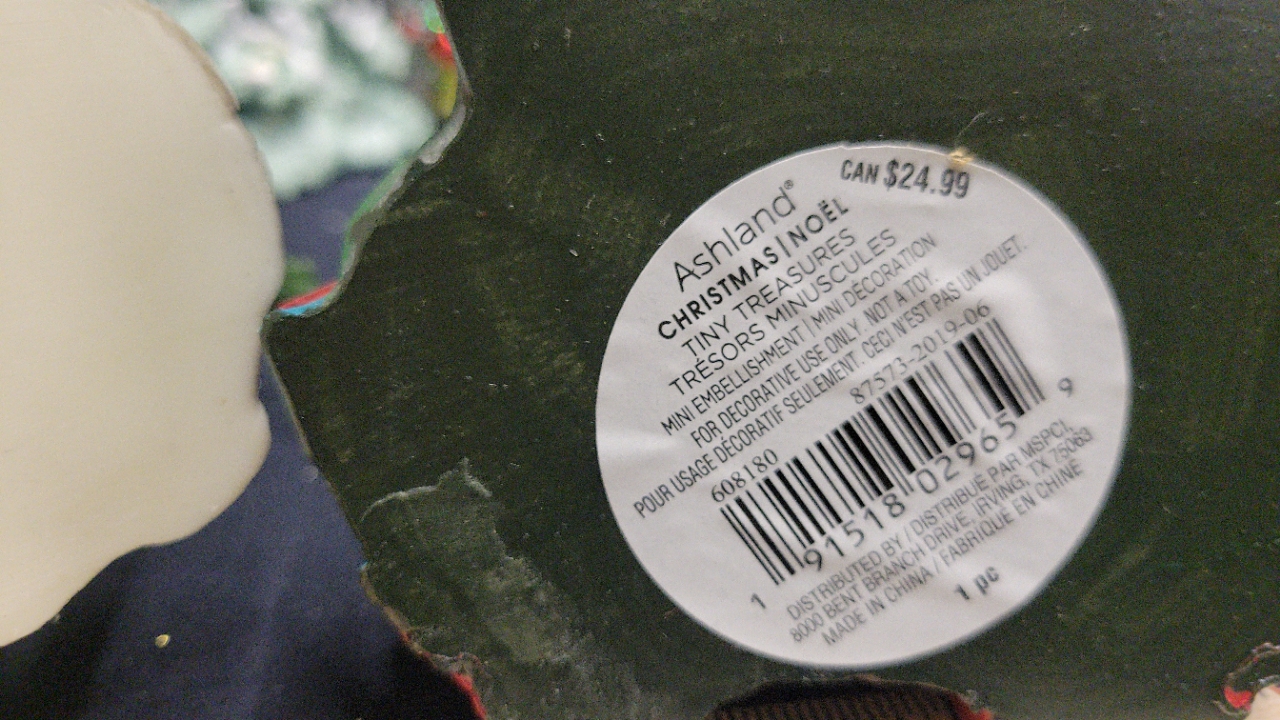 CAN $24.99
Ashland®
CHRISTMAS | NOËL
TINY TREASURES
TRÉSORS MINUSCULES
MINI EMBELLISHMENT | MINI DECORATION
FOR DECORATIVE USE ONLY. NOT A TOY.
POUR USAGE DÉCORATIF SEULEMENT. CECI N'EST PAS UN JOUET.
608180 87573-2019-06
1 91518 02965 9
DISTRIBUTED BY / DISTRIBUÉ PAR MSPCI,
8000 BENT BRANCH DRIVE, IRVING, TX 75063
MADE IN CHINA / FABRIQUÉ EN CHINE
1 pc